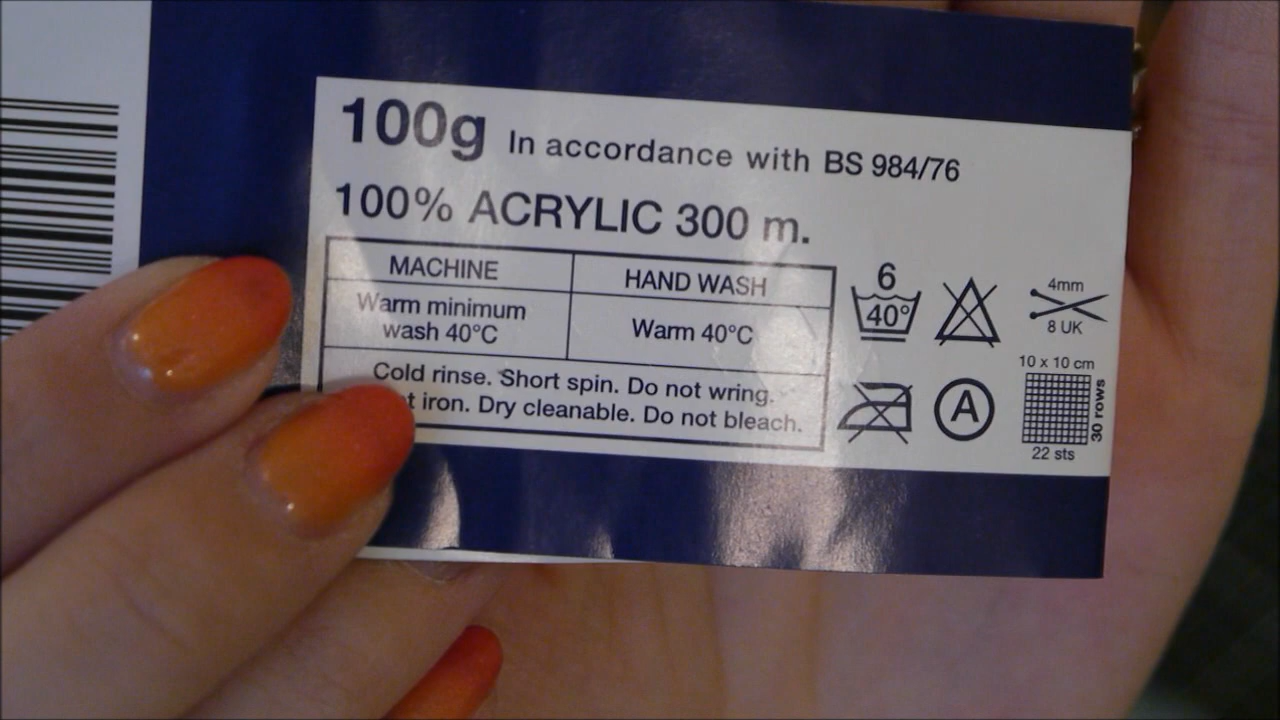 100g In accordance with BS 984/76
100% ACRYLIC 300 m.
MACHINE
HAND WASH
Warm minimum
wash 40°C
Warm 40°C
Cold rinse. Short spin. Do not wring.
t iron. Dry cleanable. Do not bleach.
6
40°
4mm
8 UK
A
10 x 10 cm
30 rows
22 sts